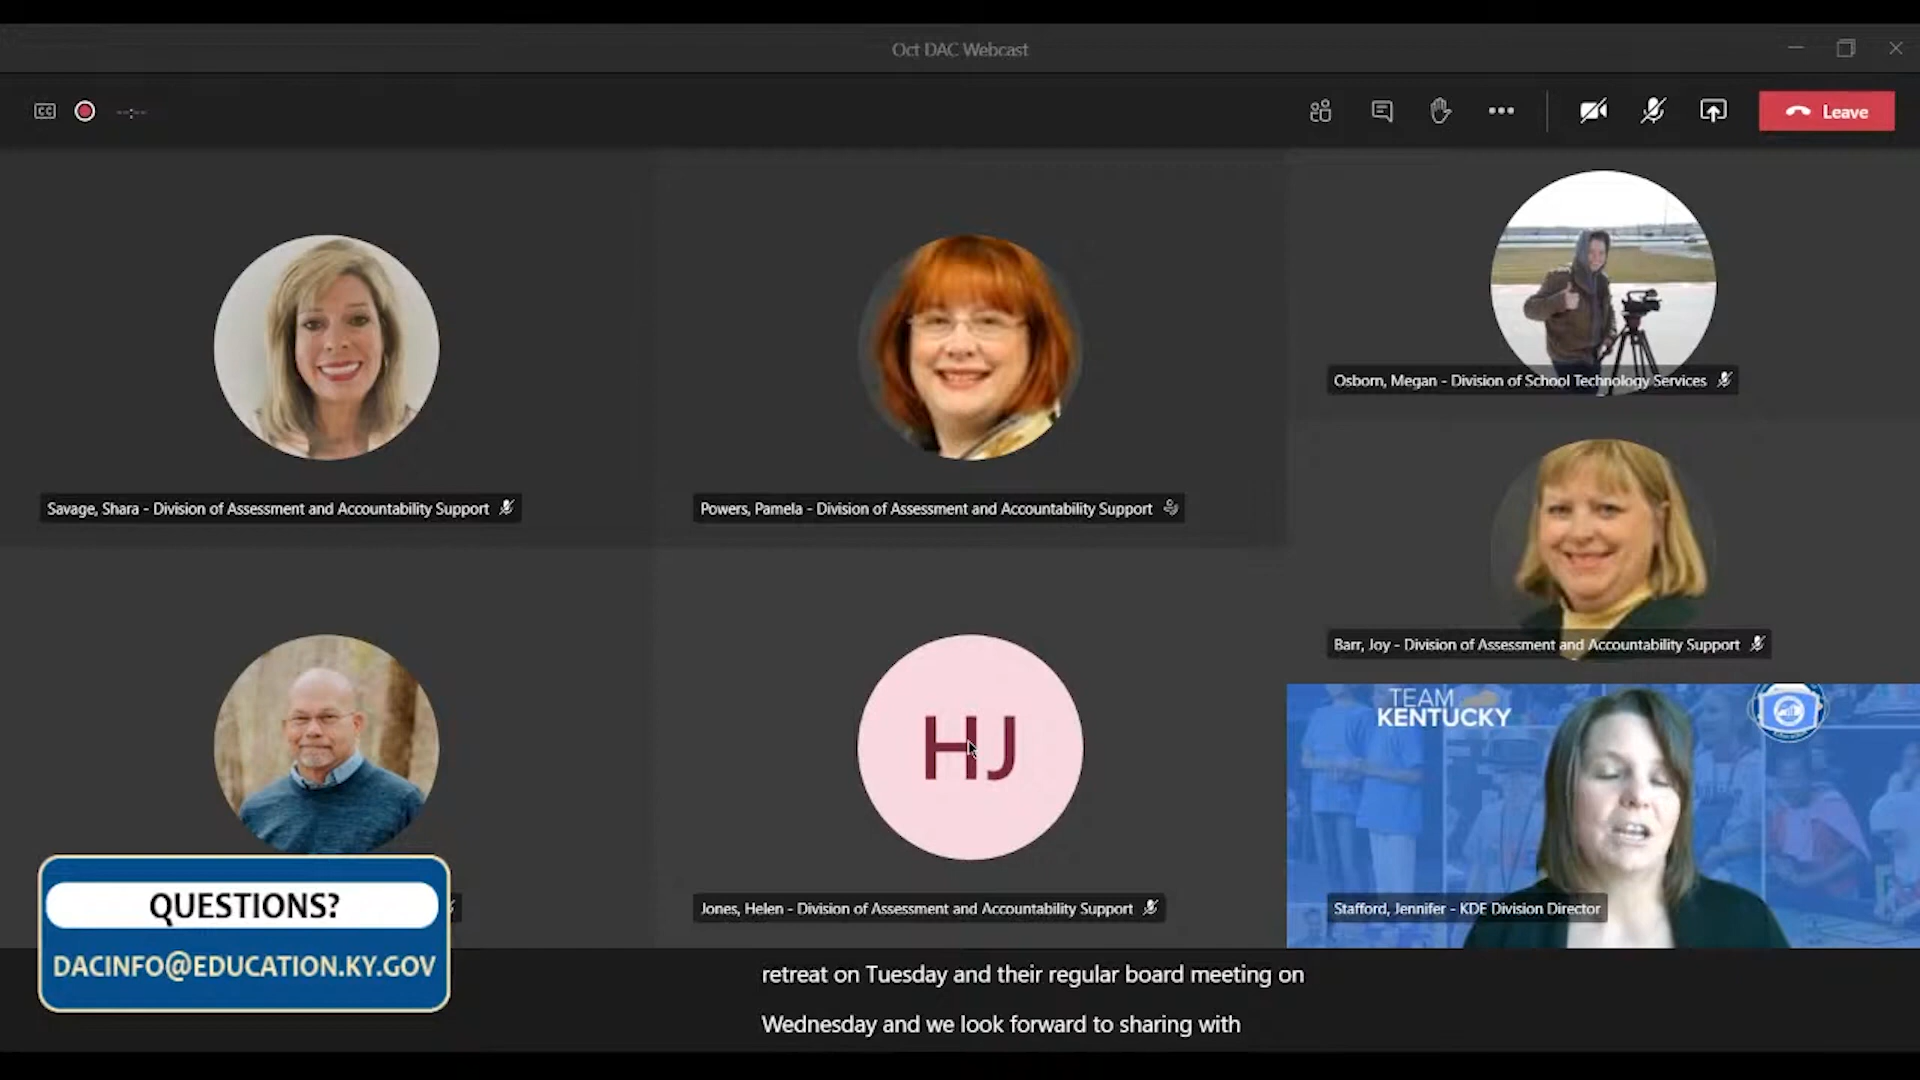 Oct DAC Webcast
CC
--:--
Leave
Osborn, Megan - Division of School Technology Services
Savage, Shara - Division of Assessment and Accountability Support
Powers, Pamela - Division of Assessment and Accountability Support
Barr, Joy - Division of Assessment and Accountability Support
TEAM
KENTUCKY
HJ
QUESTIONS?
DACINFO@EDUCATION.KY.GOV
Jones, Helen - Division of Assessment and Accountability Support
Stafford, Jennifer - KDE Division Director
retreat on Tuesday and their regular board meeting on
Wednesday and we look forward to sharing with